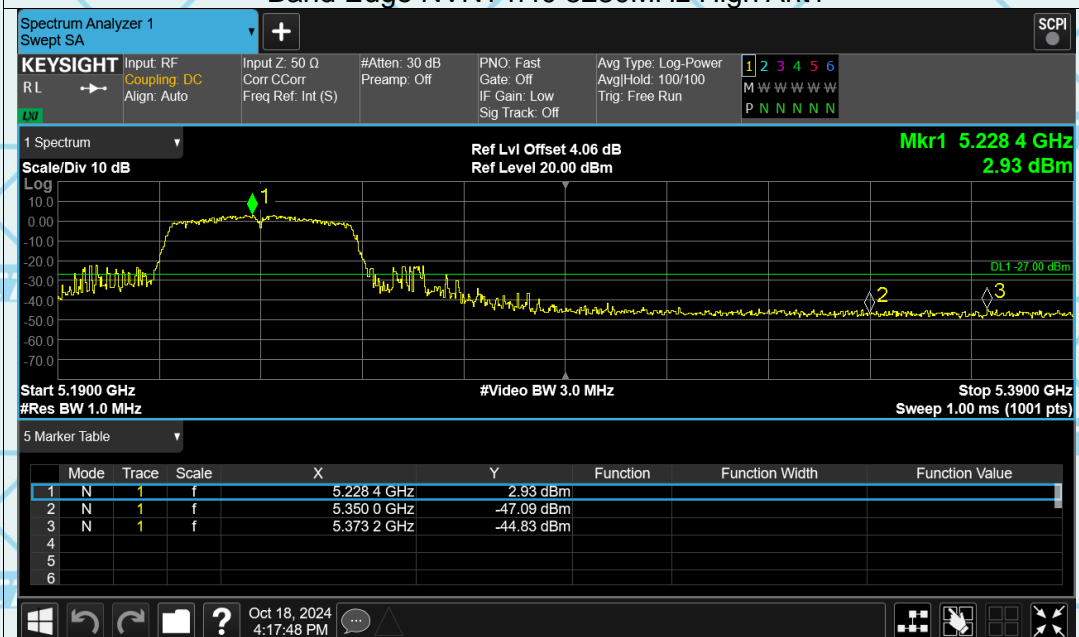 Spectrum Analyzer 1
Swept SA
+
SCPI
KEYSIGHT
RL
LXI
Input: RF
Coupling: DC
Align: Auto
Input Z: 50 Ω
Corr CCorr
Freq Ref: Int (S)
#Atten: 30 dB
Preamp: Off
PNO: Fast
Gate: Off
IF Gain: Low
Sig Track: Off
Avg Type: Log-Power
Avg|Hold: 100/100
Trig: Free Run
1 2 3 4 5 6
M W W W W W
P N N N N N
1 Spectrum
Scale/Div 10 dB
Ref Lvl Offset 4.06 dB
Ref Level 20.00 dBm
Mkr1 5.228 4 GHz
2.93 dBm
Log
10.0
0.00
-10.0
-20.0
-30.0
-40.0
-50.0
-60.0
-70.0
1
2
3
DL1 -27.00 dBm
Start 5.1900 GHz
#Res BW 1.0 MHz
#Video BW 3.0 MHz
Stop 5.3900 GHz
Sweep 1.00 ms (1001 pts)
5 Marker Table
Mode Trace Scale X Y Function Function Width Function Value
1 N 1 f 5.228 4 GHz 2.93 dBm
2 N 1 f 5.350 0 GHz -47.09 dBm
3 N 1 f 5.373 2 GHz -44.83 dBm
4
5
6
?
Oct 18, 2024
4:17:48 PM